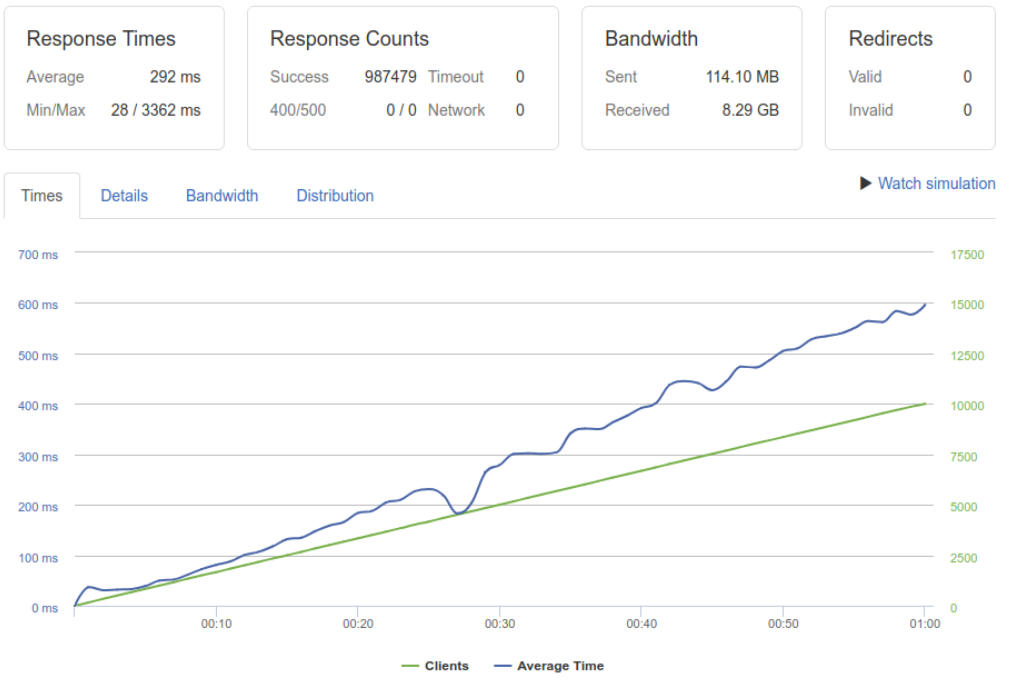 Response Times
Average 292 ms
Min/Max 28 / 3362 ms
Response Counts
Success 987479 Timeout 0
400/500 0 / 0 Network 0
Bandwidth
Sent 114.10 MB
Received 8.29 GB
Redirects
Valid 0
Invalid 0
Times Details Bandwidth Distribution
▶ Watch simulation
700 ms 17500
600 ms 15000
500 ms 12500
400 ms 10000
300 ms 7500
200 ms 5000
100 ms 2500
0 ms 0
00:10 00:20 00:30 00:40 00:50 01:00
Clients Average Time